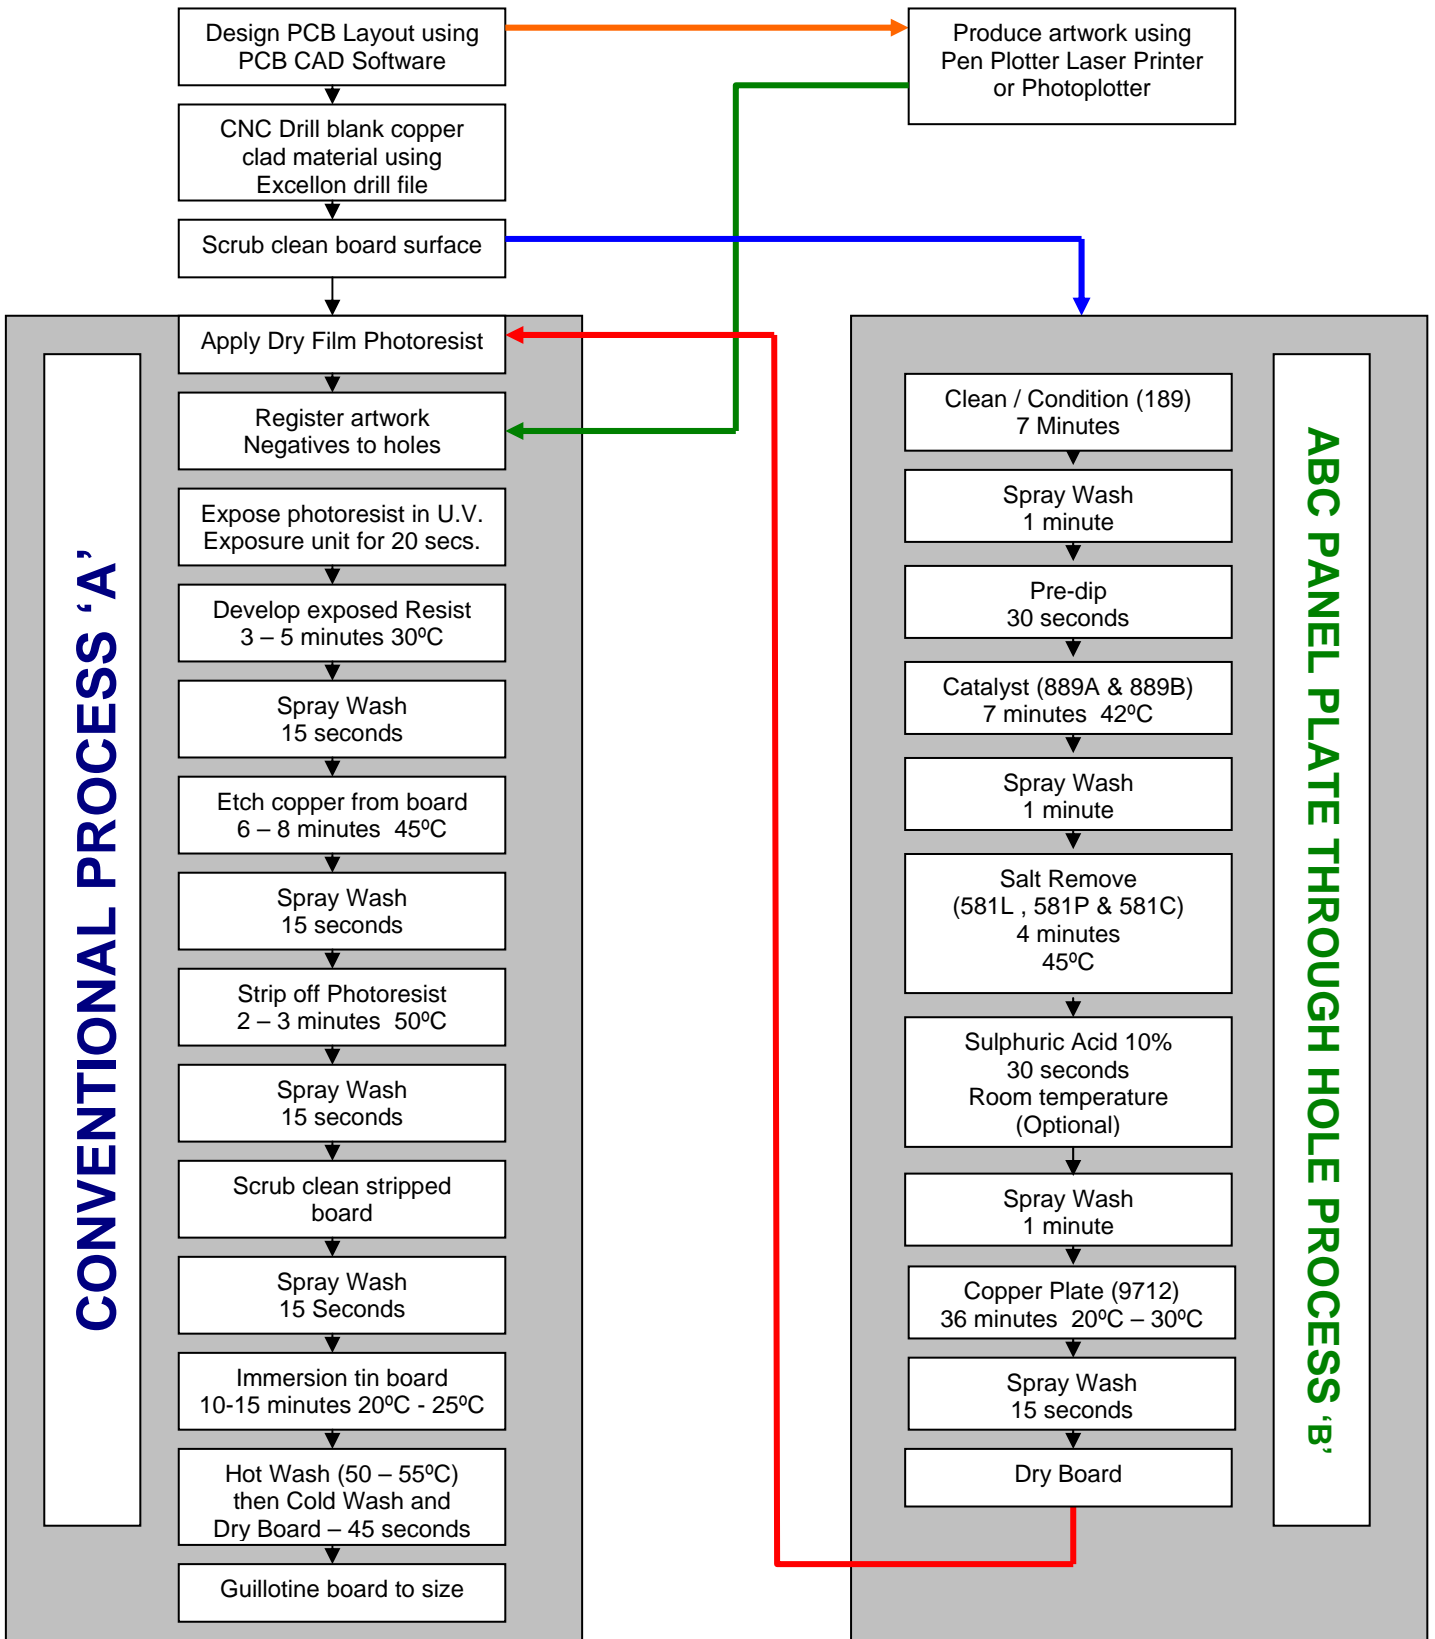 Design PCB Layout using
PCB CAD Software
Produce artwork using
Pen Plotter Laser Printer
or Photoplotter
CNC Drill blank copper
clad material using
Excellon drill file
Scrub clean board surface
CONVENTIONAL PROCESS ‘A’
Apply Dry Film Photoresist
Register artwork
Negatives to holes
Expose photoresist in U.V.
Exposure unit for 20 secs.
Develop exposed Resist
3 – 5 minutes 30ºC
Spray Wash
15 seconds
Etch copper from board
6 – 8 minutes  45ºC
Spray Wash
15 seconds
Strip off Photoresist
2 – 3 minutes  50ºC
Spray Wash
15 seconds
Scrub clean stripped
board
Spray Wash
15 Seconds
Immersion tin board
10-15 minutes 20ºC - 25ºC
Hot Wash (50 – 55ºC)
then Cold Wash and
Dry Board – 45 seconds
Guillotine board to size
Clean / Condition (189)
7 Minutes
Spray Wash
1 minute
Pre-dip
30 seconds
Catalyst (889A & 889B)
7 minutes  42ºC
Spray Wash
1 minute
Salt Remove
(581L , 581P & 581C)
4 minutes
45ºC
Sulphuric Acid 10%
30 seconds
Room temperature
(Optional)
Spray Wash
1 minute
Copper Plate (9712)
36 minutes  20ºC – 30ºC
Spray Wash
15 seconds
Dry Board
ABC PANEL PLATE THROUGH HOLE PROCESS ‘B’